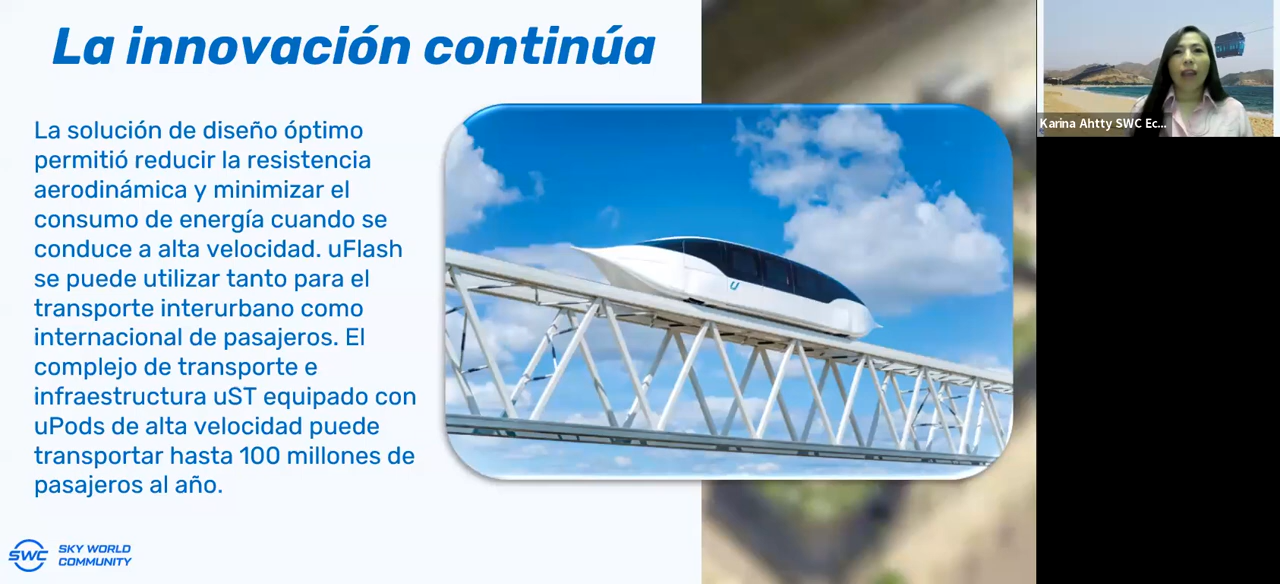 La innovación continúa
La solución de diseño óptimo
permitió reducir la resistencia
aerodinámica y minimizar el
consumo de energía cuando se
conduce a alta velocidad. uFlash
se puede utilizar tanto para el
transporte interurbano como
internacional de pasajeros. El
complejo de transporte e
infraestructura uST equipado con
uPods de alta velocidad puede
transportar hasta 100 millones de
pasajeros al año.
SWC
SKY WORLD
COMMUNITY
Karina Ahtty SWC Ec...